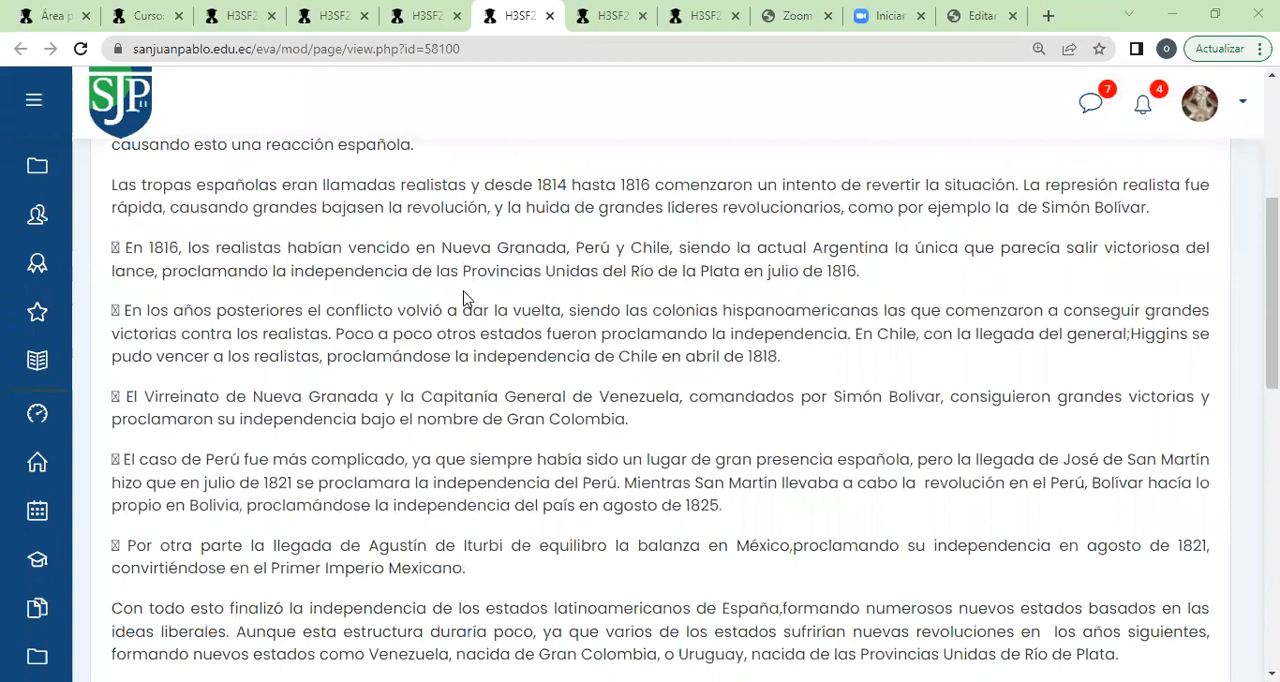 Área p
Curso:
H3SF2
H3SF2
H3SF2
H3SF2
H3SF2
H3SF2
Zoom
Iniciar
Editar
sanjuanpablo.edu.ec/eva/mod/page/view.php?id=58100
Actualizar
SJP
II
7
4
causando esto una reacción española.
Las tropas españolas eran llamadas realistas y desde 1814 hasta 1816 comenzaron un intento de revertir la situación. La represión realista fue
rápida, causando grandes bajasen la revolución, y la huida de grandes líderes revolucionarios, como por ejemplo la de Simón Bolívar.
En 1816, los realistas habían vencido en Nueva Granada, Perú y Chile, siendo la actual Argentina la única que parecía salir victoriosa del
lance, proclamando la independencia de las Provincias Unidas del Río de la Plata en julio de 1816.
En los años posteriores el conflicto volvió a dar la vuelta, siendo las colonias hispanoamericanas las que comenzaron a conseguir grandes
victorias contra los realistas. Poco a poco otros estados fueron proclamando la independencia. En Chile, con la llegada del general;Higgins se
pudo vencer a los realistas, proclamándose la independencia de Chile en abril de 1818.
El Virreinato de Nueva Granada y la Capitanía General de Venezuela, comandados por Simón Bolívar, consiguieron grandes victorias y
proclamaron su independencia bajo el nombre de Gran Colombia.
El caso de Perú fue más complicado, ya que siempre había sido un lugar de gran presencia española, pero la llegada de José de San Martín
hizo que en julio de 1821 se proclamara la independencia del Perú. Mientras San Martín llevaba a cabo la revolución en el Perú, Bolívar hacía lo
propio en Bolivia, proclamándose la independencia del país en agosto de 1825.
Por otra parte la llegada de Agustín de Iturbi de equilibro la balanza en México,proclamando su independencia en agosto de 1821,
convirtiéndose en el Primer Imperio Mexicano.
Con todo esto finalizó la independencia de los estados latinoamericanos de España,formando numerosos nuevos estados basados en las
ideas liberales. Aunque esta estructura duraría poco, ya que varios de los estados sufrirían nuevas revoluciones en los años siguientes,
formando nuevos estados como Venezuela, nacida de Gran Colombia, o Uruguay, nacida de las Provincias Unidas de Río de Plata.